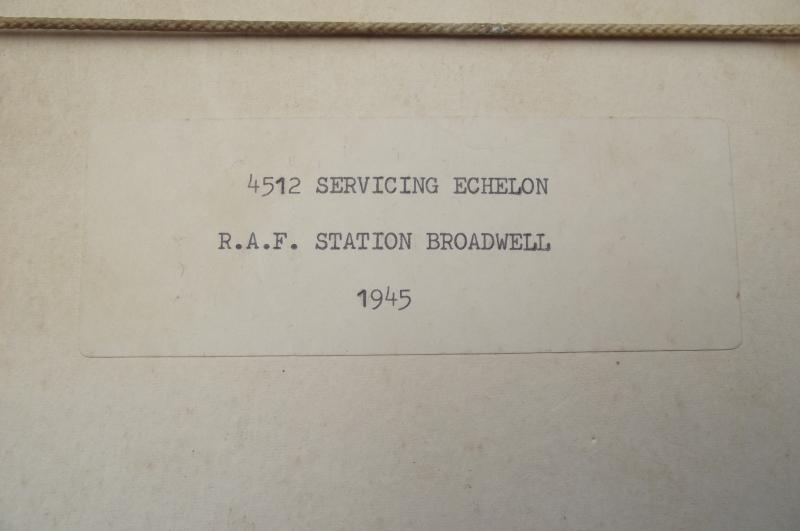 4512 SERVICING ECHELON
R.A.F. STATION BROADWELL
1945